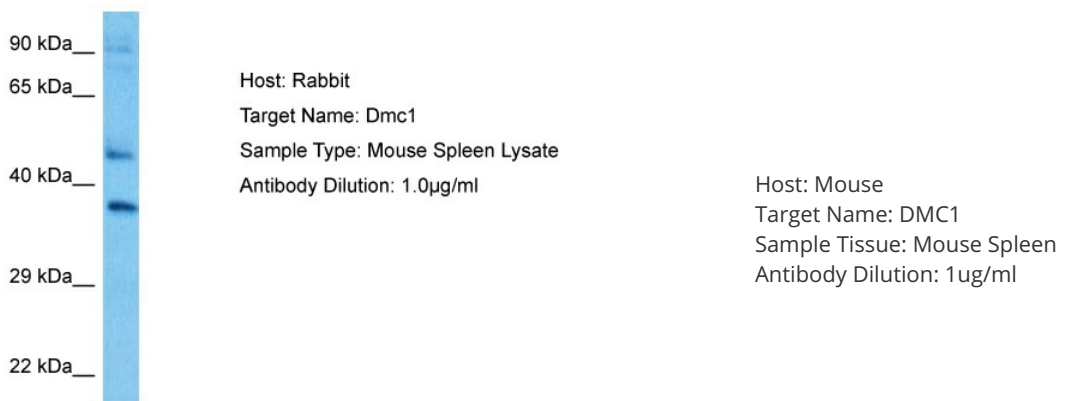 90 kDa__
65 kDa__
40 kDa__
29 kDa__
22 kDa__
Host: Rabbit
Target Name: Dmc1
Sample Type: Mouse Spleen Lysate
Antibody Dilution: 1.0µg/ml
Host: Mouse
Target Name: DMC1
Sample Tissue: Mouse Spleen
Antibody Dilution: 1ug/ml